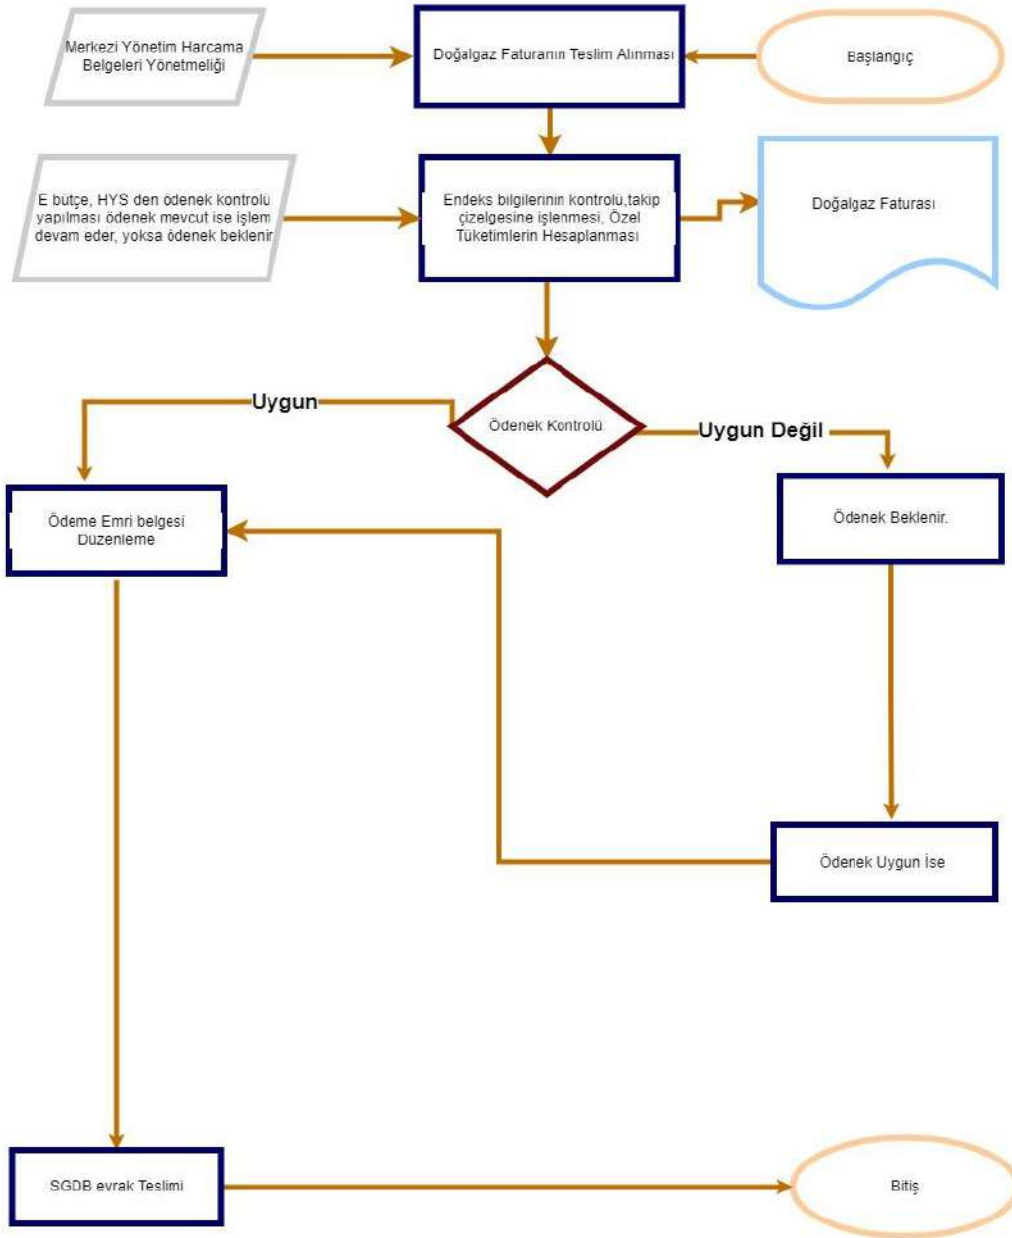 Merkezi Yönetim Harcama
Belgeleri Yönetmeliği
Doğalgaz Faturanın Teslim Alınması
Başlangıç
E bütçe, HYS den ödenek kontrolü
yapılması ödenek mevcut ise işlem
devam eder, yoksa ödenek beklenir
Endeks bilgilerinin kontrolü,takip
çizelgesine işlenmesi, Özel
Tüketimlerin Hesaplanması
Doğalgaz Faturası
Uygun
Ödenek Kontrolü
Uygun Değil
Ödeme Emri belgesi
Düzenleme
Ödenek Beklenir.
Ödenek Uygun İse
SGDB evrak Teslimi
Bitiş